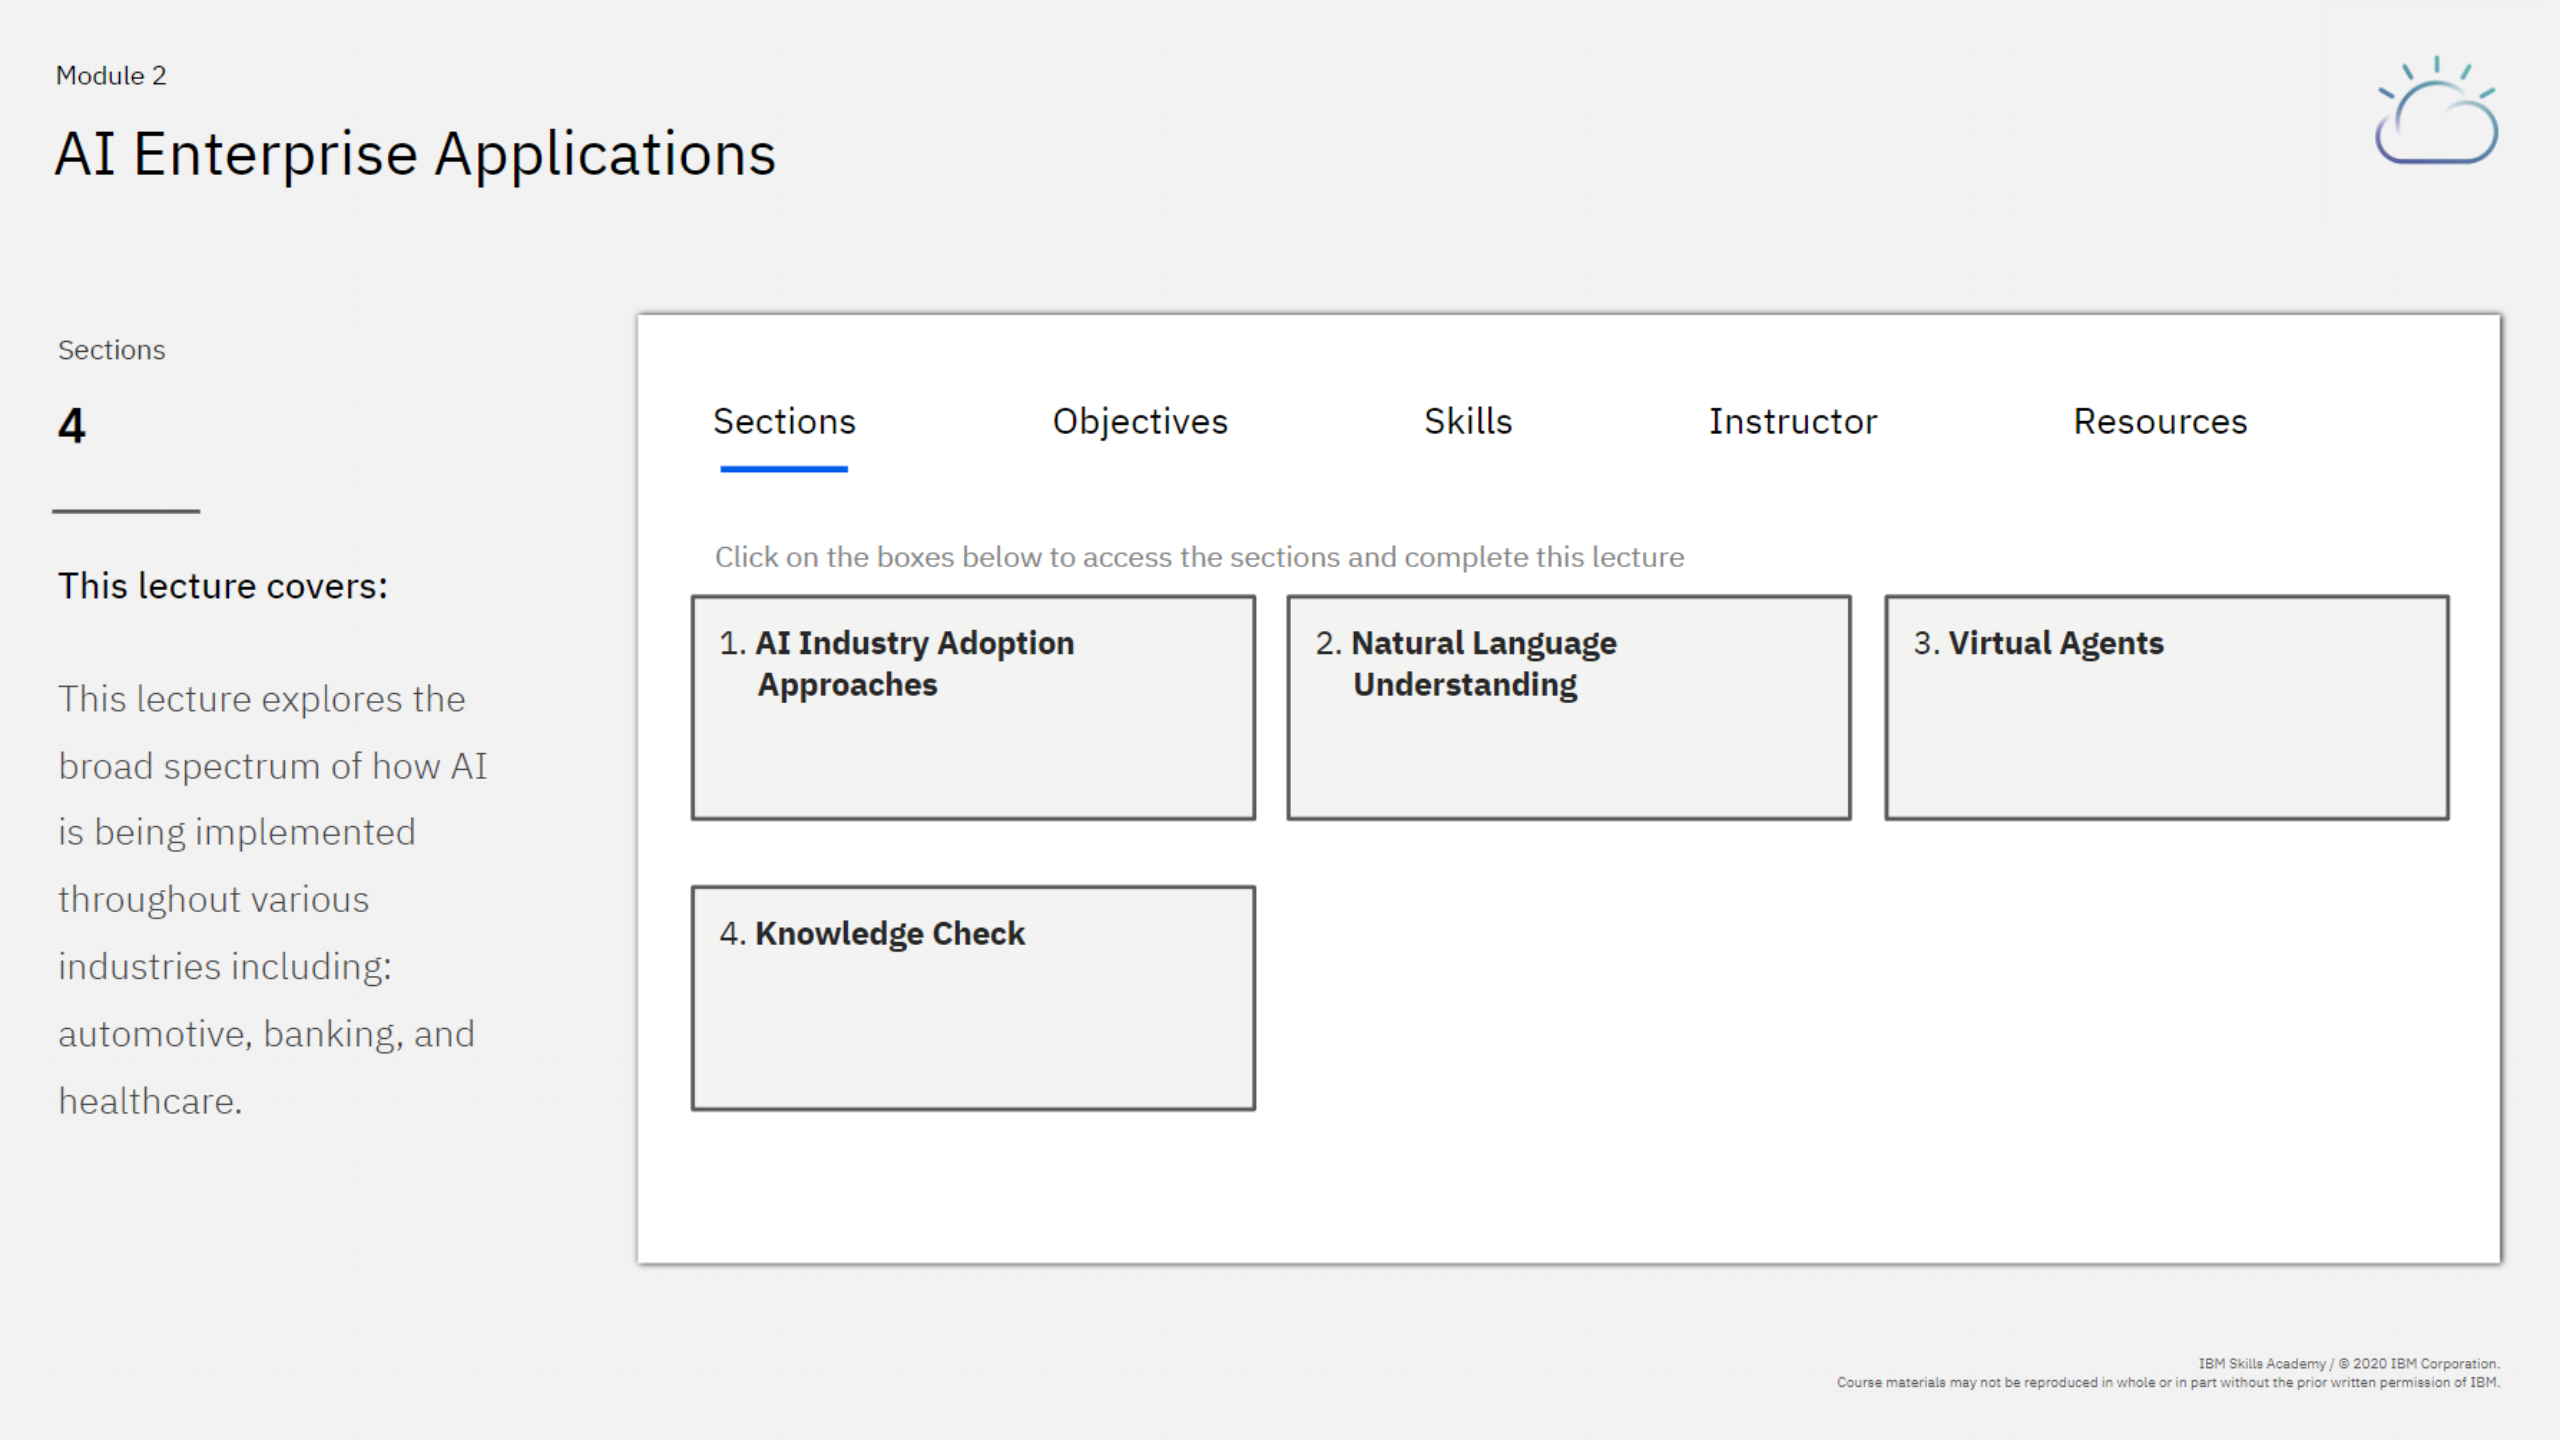 Module 2
AI Enterprise Applications
Sections
4
This lecture covers:
This lecture explores the
broad spectrum of how AI
is being implemented
throughout various
industries including:
automotive, banking, and
healthcare.
Sections Objectives Skills Instructor Resources
Click on the boxes below to access the sections and complete this lecture
1. AI Industry Adoption
Approaches
2. Natural Language
Understanding
3. Virtual Agents
4. Knowledge Check
IBM Skills Academy / © 2020 IBM Corporation.
Course materials may not be reproduced in whole or in part without the prior written permission of IBM.